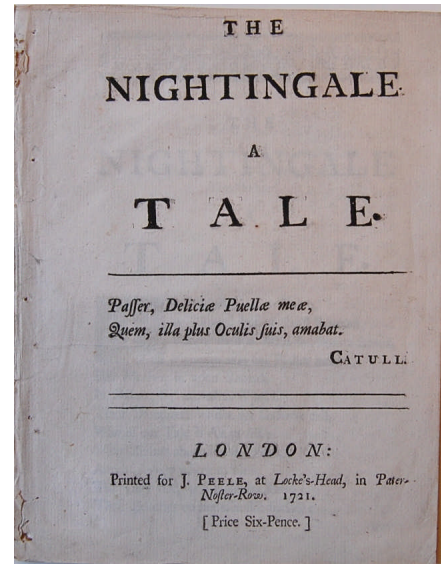 THE
NIGHTINGALE.
A
TALE.
Paſſer, Deliciæ Puellæ meæ,
Quem, illa plus Oculis ſuis, amabat.
CATULL.
LONDON:
Printed for J. PEELE, at Locke's-Head, in Pater-
Noſter-Row. 1721.
[ Price Six-Pence. ]